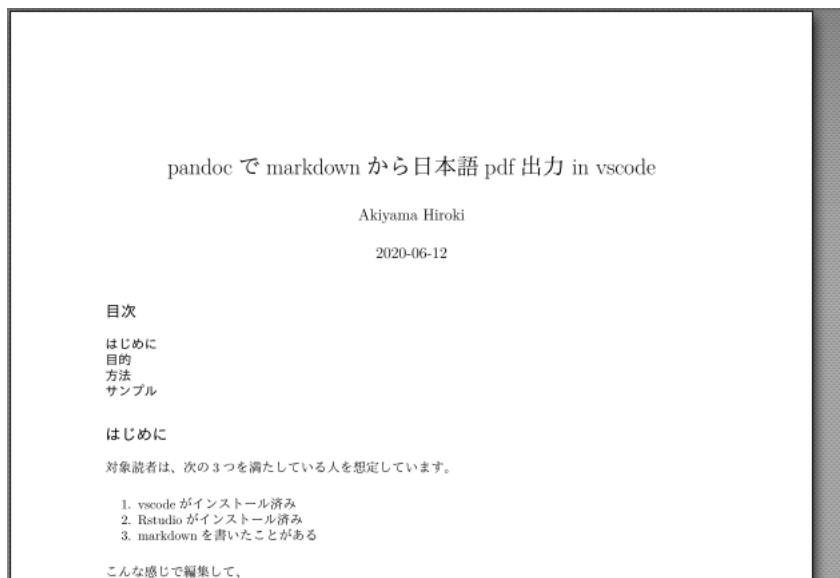 pandoc で markdown から日本語 pdf 出力 in vscode
Akiyama Hiroki
2020-06-12
目次
はじめに
目的
方法
サンプル
はじめに
対象読者は、次の 3 つを満たしている人を想定しています。
1. vscode がインストール済み
2. Rstudio がインストール済み
3. markdown を書いたことがある
こんな感じで編集して、